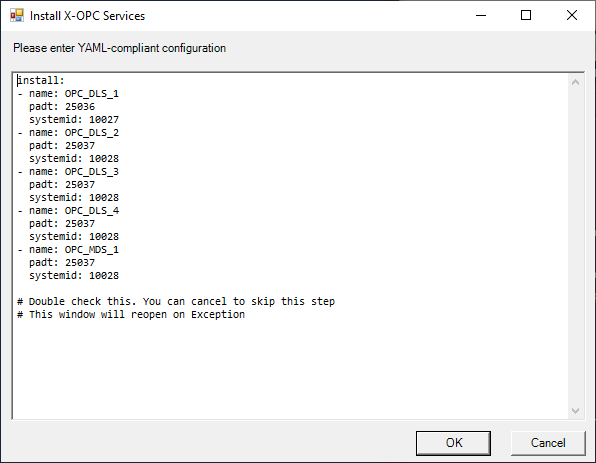 Install X-OPC Services
Please enter YAML-compliant configuration
install:
- name: OPC_DLS_1
  padt: 25036
  systemid: 10027
- name: OPC_DLS_2
  padt: 25037
  systemid: 10028
- name: OPC_DLS_3
  padt: 25037
  systemid: 10028
- name: OPC_DLS_4
  padt: 25037
  systemid: 10028
- name: OPC_MDS_1
  padt: 25037
  systemid: 10028
# Double check this. You can cancel to skip this step
# This window will reopen on Exception
OK
Cancel